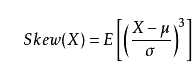 Skew(X) = E[((X − μ)/σ)³]